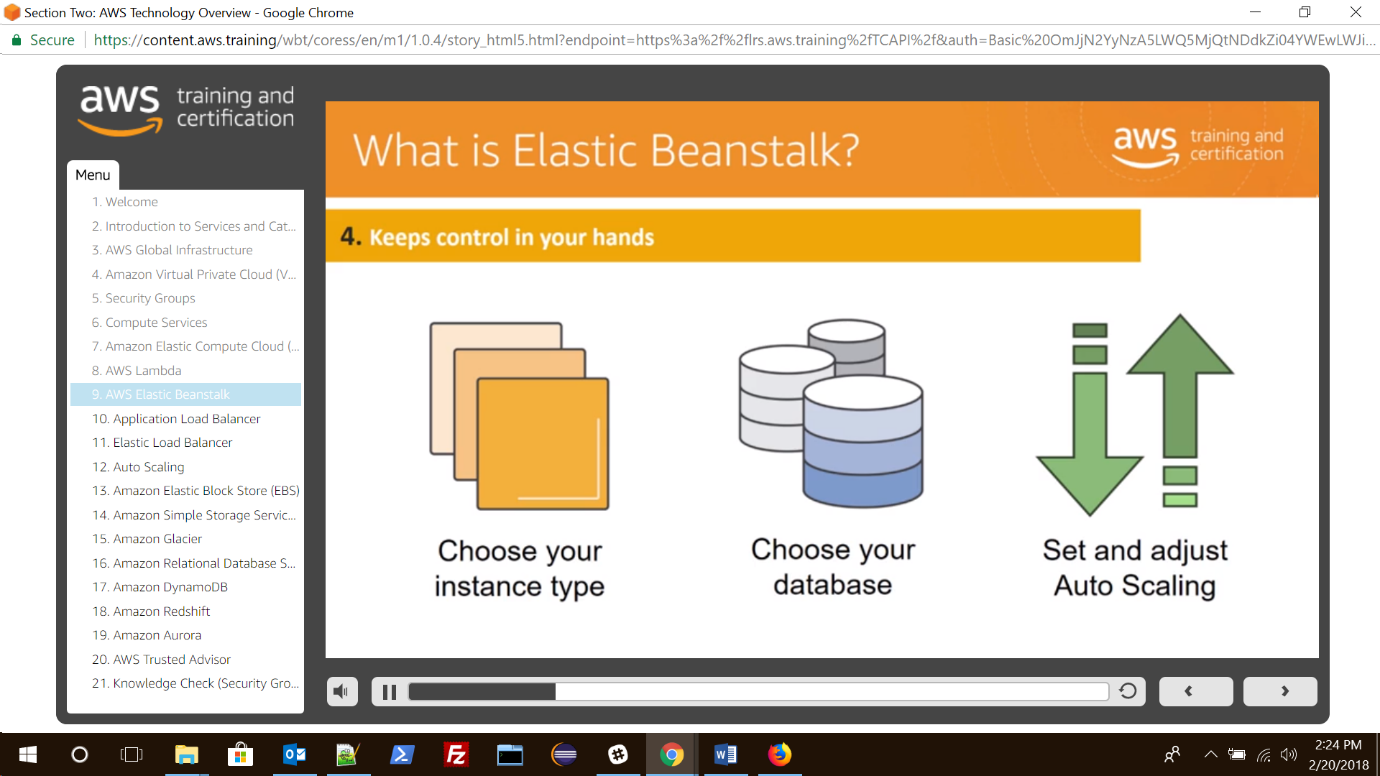 Section Two: AWS Technology Overview - Google Chrome
Secure https://content.aws.training/wbt/coress/en/m1/1.0.4/story_html5.html?endpoint=https%3a%2f%2flrs.aws.training%2fTCAPI%2f&auth=Basic%20OmJjN2YyNzA5LWQ5MjQtNDdkZi04YWEwLWJi...
aws training and
certification
Menu
1. Welcome
2. Introduction to Services and Cat...
3. AWS Global Infrastructure
4. Amazon Virtual Private Cloud (V...
5. Security Groups
6. Compute Services
7. Amazon Elastic Compute Cloud (...
8. AWS Lambda
9. AWS Elastic Beanstalk
10. Application Load Balancer
11. Elastic Load Balancer
12. Auto Scaling
13. Amazon Elastic Block Store (EBS)
14. Amazon Simple Storage Servic...
15. Amazon Glacier
16. Amazon Relational Database S...
17. Amazon DynamoDB
18. Amazon Redshift
19. Amazon Aurora
20. AWS Trusted Advisor
21. Knowledge Check (Security Gro...
What is Elastic Beanstalk?
aws training and
certification
4. Keeps control in your hands
Choose your
instance type
Choose your
database
Set and adjust
Auto Scaling
2:24 PM
2/20/2018